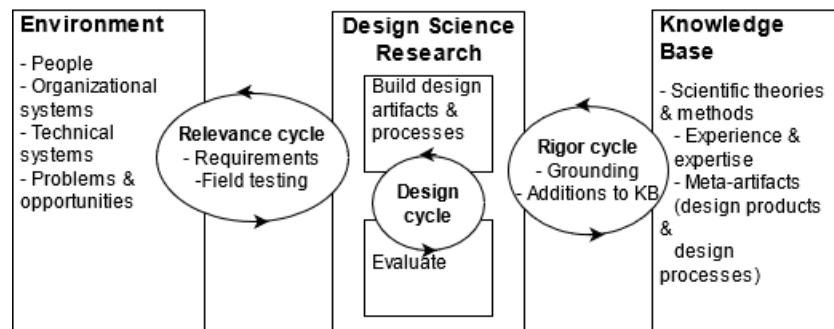 Environment
- People
- Organizational
systems
- Technical
systems
- Problems &
opportunities
Relevance cycle
- Requirements
-Field testing
Design Science
Research
Build design
artifacts &
processes
Design
cycle
Evaluate
Rigor cycle
- Grounding
- Additions to KB
Knowledge
Base
- Scientific theories
& methods
- Experience &
expertise
- Meta-artifacts
(design products
&
design
processes)